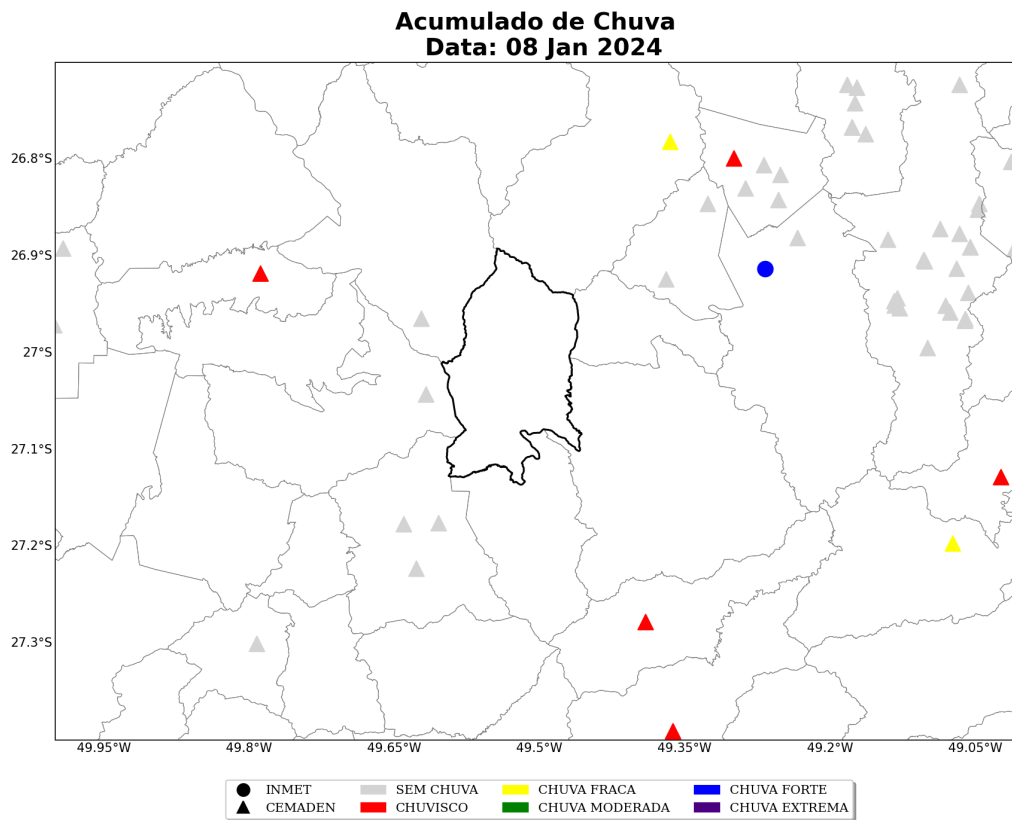 Acumulado de Chuva
Data: 08 Jan 2024
26.8°S
26.9°S
27°S
27.1°S
27.2°S
27.3°S
49.95°W 49.8°W 49.65°W 49.5°W 49.35°W 49.2°W 49.05°W
INMET SEM CHUVA CHUVA FRACA CHUVA FORTE
CEMADEN CHUVISCO CHUVA MODERADA CHUVA EXTREMA